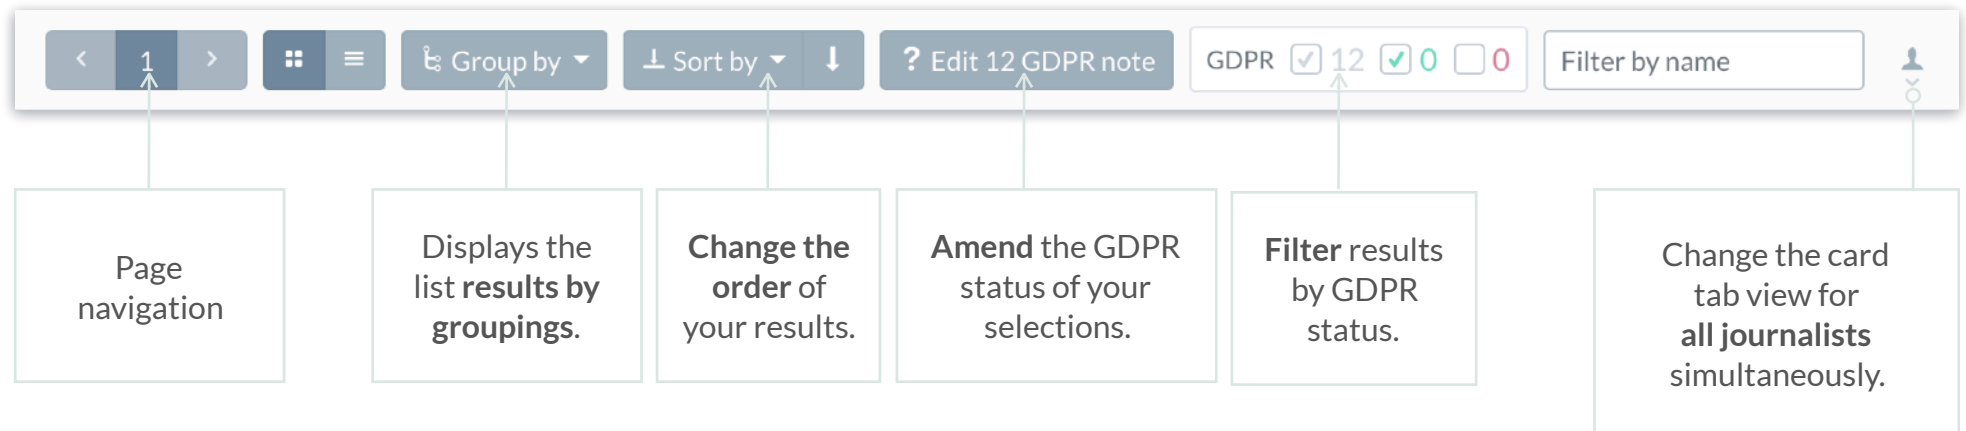 1
Group by
Sort by
? Edit 12 GDPR note
GDPR 12 0 0
Filter by name
Page
navigation
Displays the
list results by
groupings.
Change the
order of
your results.
Amend the GDPR
status of your
selections.
Filter results
by GDPR
status.
Change the card
tab view for
all journalists
simultaneously.